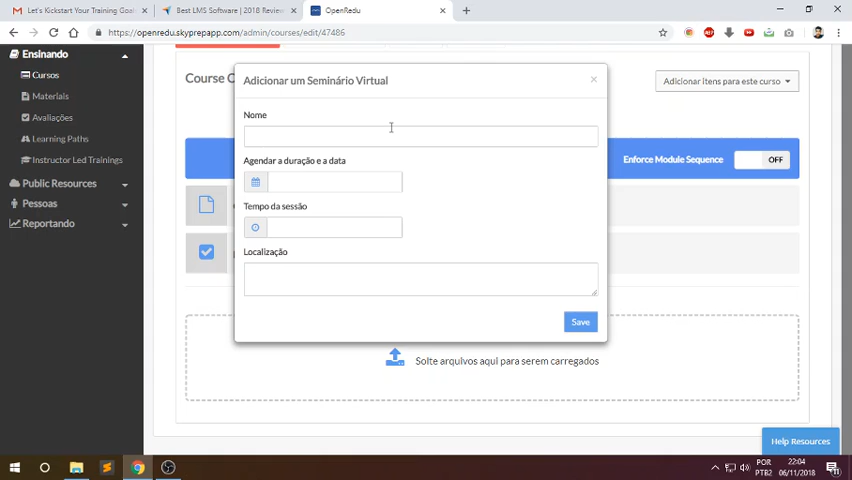 Let's Kickstart Your Training Goal
Best LMS Software | 2018 Review
OpenRedu
https://openredu.skyprepapp.com/admin/courses/edit/47486
Ensinando
Cursos
Materiais
Avaliações
Learning Paths
Instructor Led Trainings
Public Resources
Pessoas
Reportando
Course
Adicionar itens para este curso
Enforce Module Sequence
OFF
Adicionar um Seminário Virtual
×
Nome
Agendar a duração e a data
Tempo da sessão
Localização
Save
Solte arquivos aqui para serem carregados
Help Resources
POR
PTB2
22:04
06/11/2018